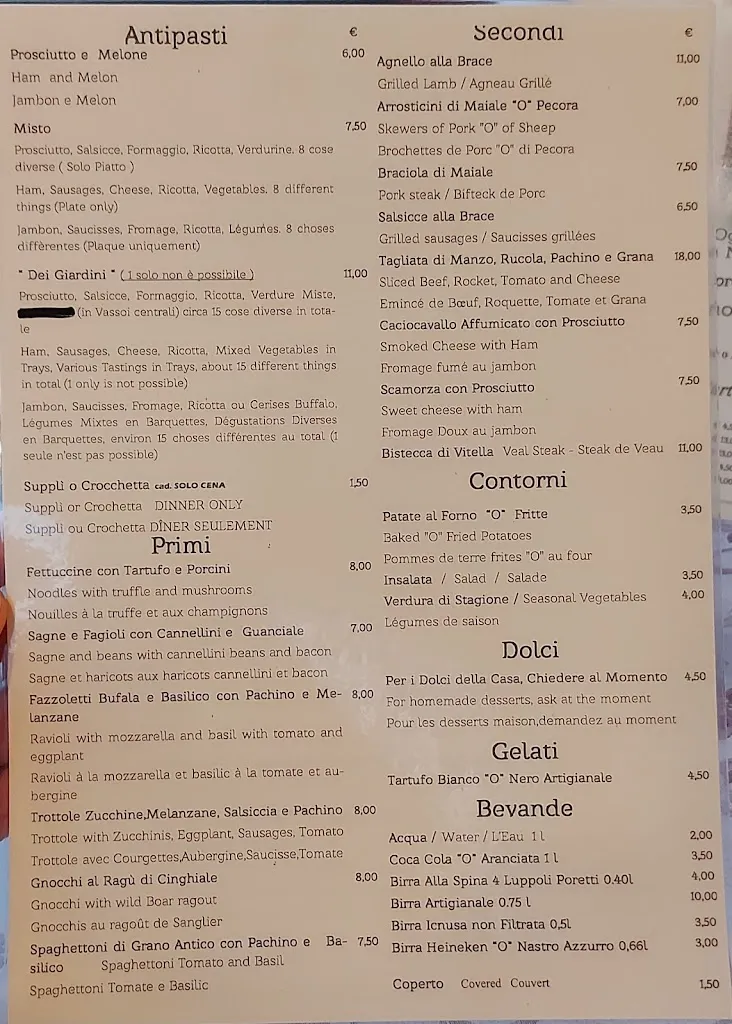 Antipasti €
Prosciutto e Melone 6,00
Ham and Melon
Jambon e Melon
Misto 7,50
Prosciutto, Salsicce, Formaggio, Ricotta, Verdurine. 8 cose
diverse ( Solo Piatto )
Ham, Sausages, Cheese, Ricotta, Vegetables. 8 different
things (Plate only)
Jambon, Saucisses, Fromage, Ricotta, Légumes. 8 choses
diffèrentes (Plaque uniquement)
" Dei Giardini " ( 1 solo non è possibile ) 11,00
Prosciutto, Salsicce, Formaggio, Ricotta, Verdure Miste,
(in Vassoi centrali) circa 15 cose diverse in tota-
le
Ham, Sausages, Cheese, Ricotta, Mixed Vegetables in
Trays, Various Tastings in Trays, about 15 different things
in total (1 only is not possible)
Jambon, Saucisses, Fromage, Ricotta ou Cerises Buffalo,
Légumes Mixtes en Barquettes, Dégustations Diverses
en Barquettes, environ 15 choses différentes au total (1
seule n'est pas possible)
Supplì o Crocchetta cad. SOLO CENA 1,50
Supplì or Crochetta DINNER ONLY
Supplì ou Crochetta DÎNER SEULEMENT
Primi
Fettuccine con Tartufo e Porcini 8,00
Noodles with truffle and mushrooms
Nouilles à la truffe et aux champignons
Sagne e Fagioli con Cannellini e Guanciale 7,00
Sagne and beans with cannellini beans and bacon
Sagne et haricots aux haricots cannellini et bacon
Fazzoletti Bufala e Basilico con Pachino e Me- 8,00
lanzane
Ravioli with mozzarella and basil with tomato and
eggplant
Ravioli à la mozzarella et basilic à la tomate et au-
bergine
Trottole Zucchine,Melanzane, Salsiccia e Pachino 8,00
Trottole with Zucchinis, Eggplant, Sausages, Tomato
Trottole avec Courgettes,Aubergine,Saucisse,Tomate
Gnocchi al Ragù di Cinghiale 8,00
Gnocchi with wild Boar ragout
Gnocchis au ragoût de Sanglier
Spaghettoni di Grano Antico con Pachino e Ba- 7,50
silico Spaghettoni Tomato and Basil
Spaghettoni Tomate e Basilic
Secondi €
Agnello alla Brace 11,00
Grilled Lamb / Agneau Grillé
Arrosticini di Maiale "O" Pecora 7,00
Skewers of Pork "O" of Sheep
Brochettes de Porc "O" di Pecora
Braciola di Maiale 7,50
Pork steak / Bifteck de Porc
Salsicce alla Brace 6,50
Grilled sausages / Saucisses grillées
Tagliata di Manzo, Rucola, Pachino e Grana 18,00
Sliced Beef, Rocket, Tomato and Cheese
Emincé de Bœuf, Roquette, Tomate et Grana
Caciocavallo Affumicato con Prosciutto 7,50
Smoked Cheese with Ham
Fromage fumé au jambon
Scamorza con Prosciutto 7,50
Sweet cheese with ham
Fromage Doux au jambon
Bistecca di Vitella Veal Steak - Steak de Veau 11,00
Contorni
Patate al Forno "O" Fritte 3,50
Baked "O" Fried Potatoes
Pommes de terre frites "O" au four
Insalata / Salad / Salade 3,50
Verdura di Stagione / Seasonal Vegetables 4,00
Légumes de saison
Dolci
Per i Dolci della Casa, Chiedere al Momento 4,50
For homemade desserts, ask at the moment
Pour les desserts maison,demandez au moment
Gelati
Tartufo Bianco "O" Nero Artigianale 4,50
Bevande
Acqua / Water / L'Eau 1 l 2,00
Coca Cola "O" Aranciata 1 l 3,50
Birra Alla Spina 4 Luppoli Poretti 0.40l 4,00
Birra Artigianale 0.75 l 10,00
Birra Icnusa non Filtrata 0,5l 3,50
Birra Heineken "O" Nastro Azzurro 0,66l 3,00
Coperto Covered Couvert 1,50